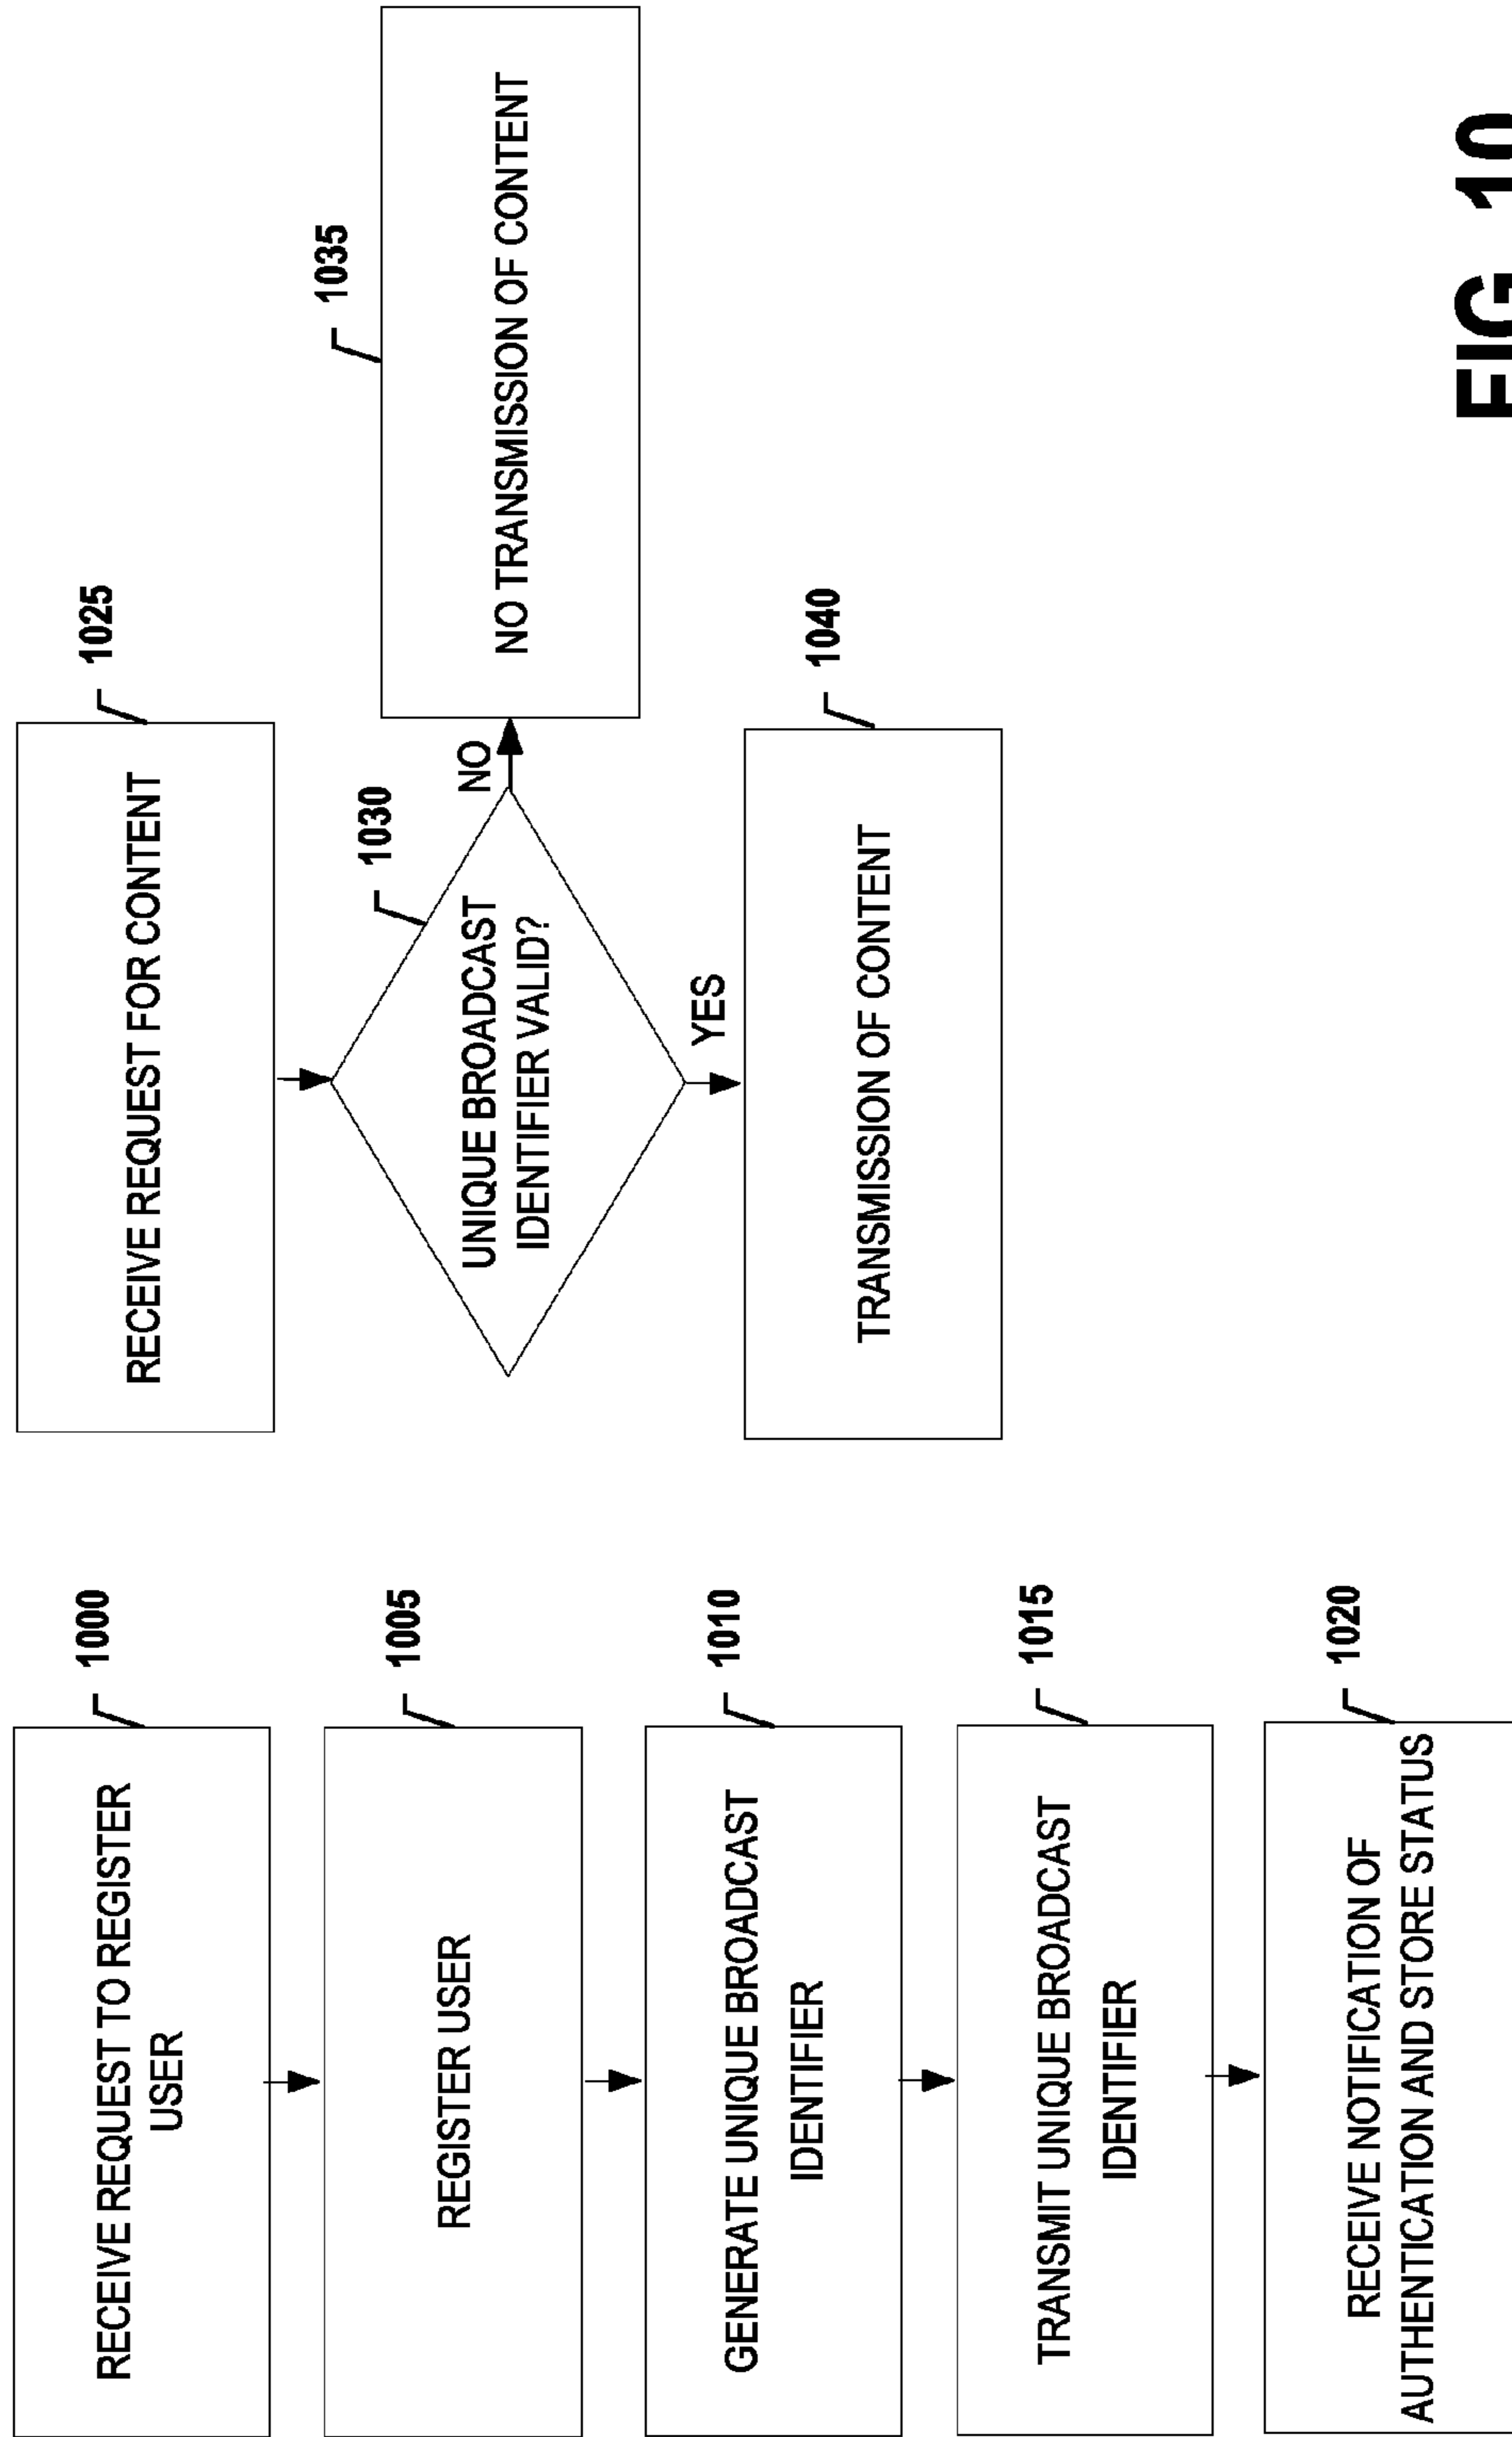 1000
RECEIVE REQUEST TO REGISTER
USER
1005
REGISTER USER
1010
GENERATE UNIQUE BROADCAST
IDENTIFIER
1015
TRANSMIT UNIQUE BROADCAST
IDENTIFIER
1020
RECEIVE NOTIFICATION OF
AUTHENTICATION AND STORE STATUS
1025
RECEIVE REQUEST FOR CONTENT
1030
UNIQUE BROADCAST
IDENTIFIER VALID?
NO
1035
NO TRANSMISSION OF CONTENT
YES
1040
TRANSMISSION OF CONTENT
FIG. 10